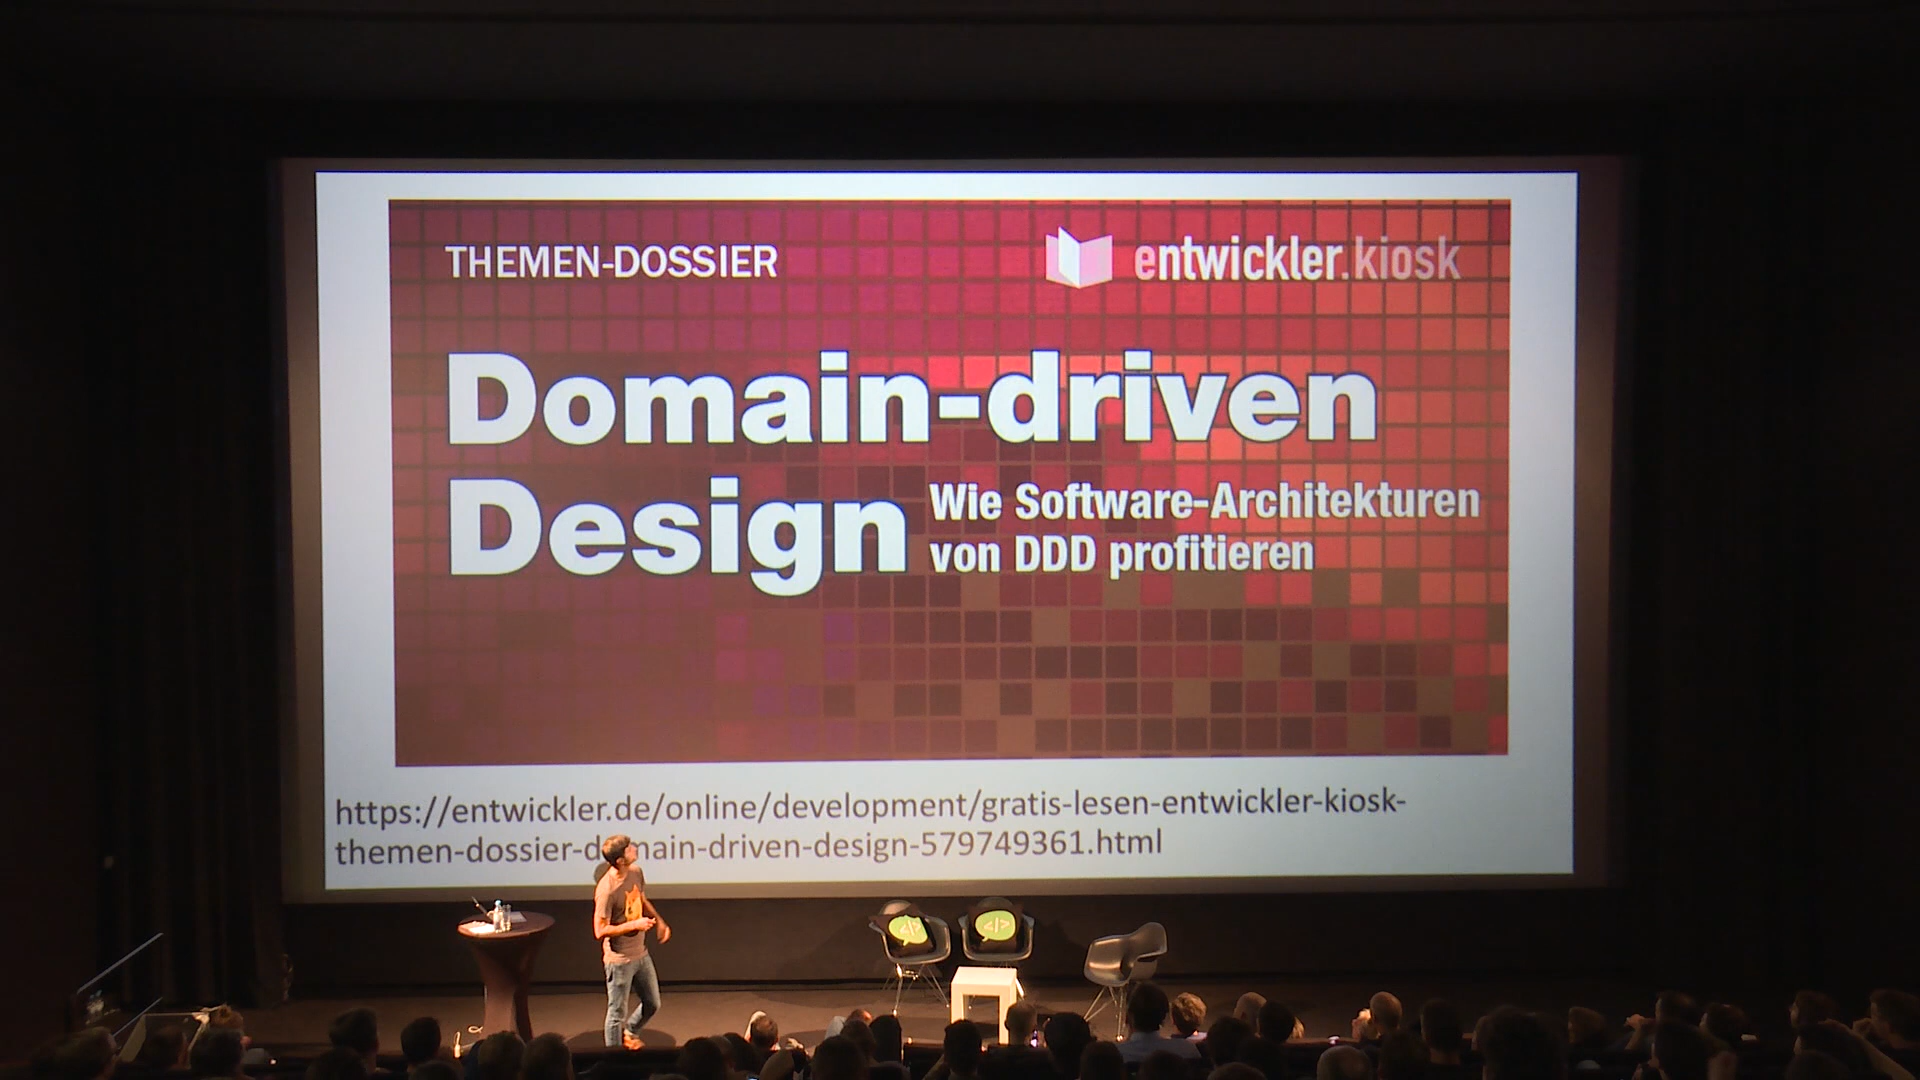 THEMEN-DOSSIER
entwickler.kiosk
Domain-driven
Design
Wie Software-Architekturen
von DDD profitieren
https://entwickler.de/online/development/gratis-lesen-entwickler-kiosk-
themen-dossier-domain-driven-design-579749361.html